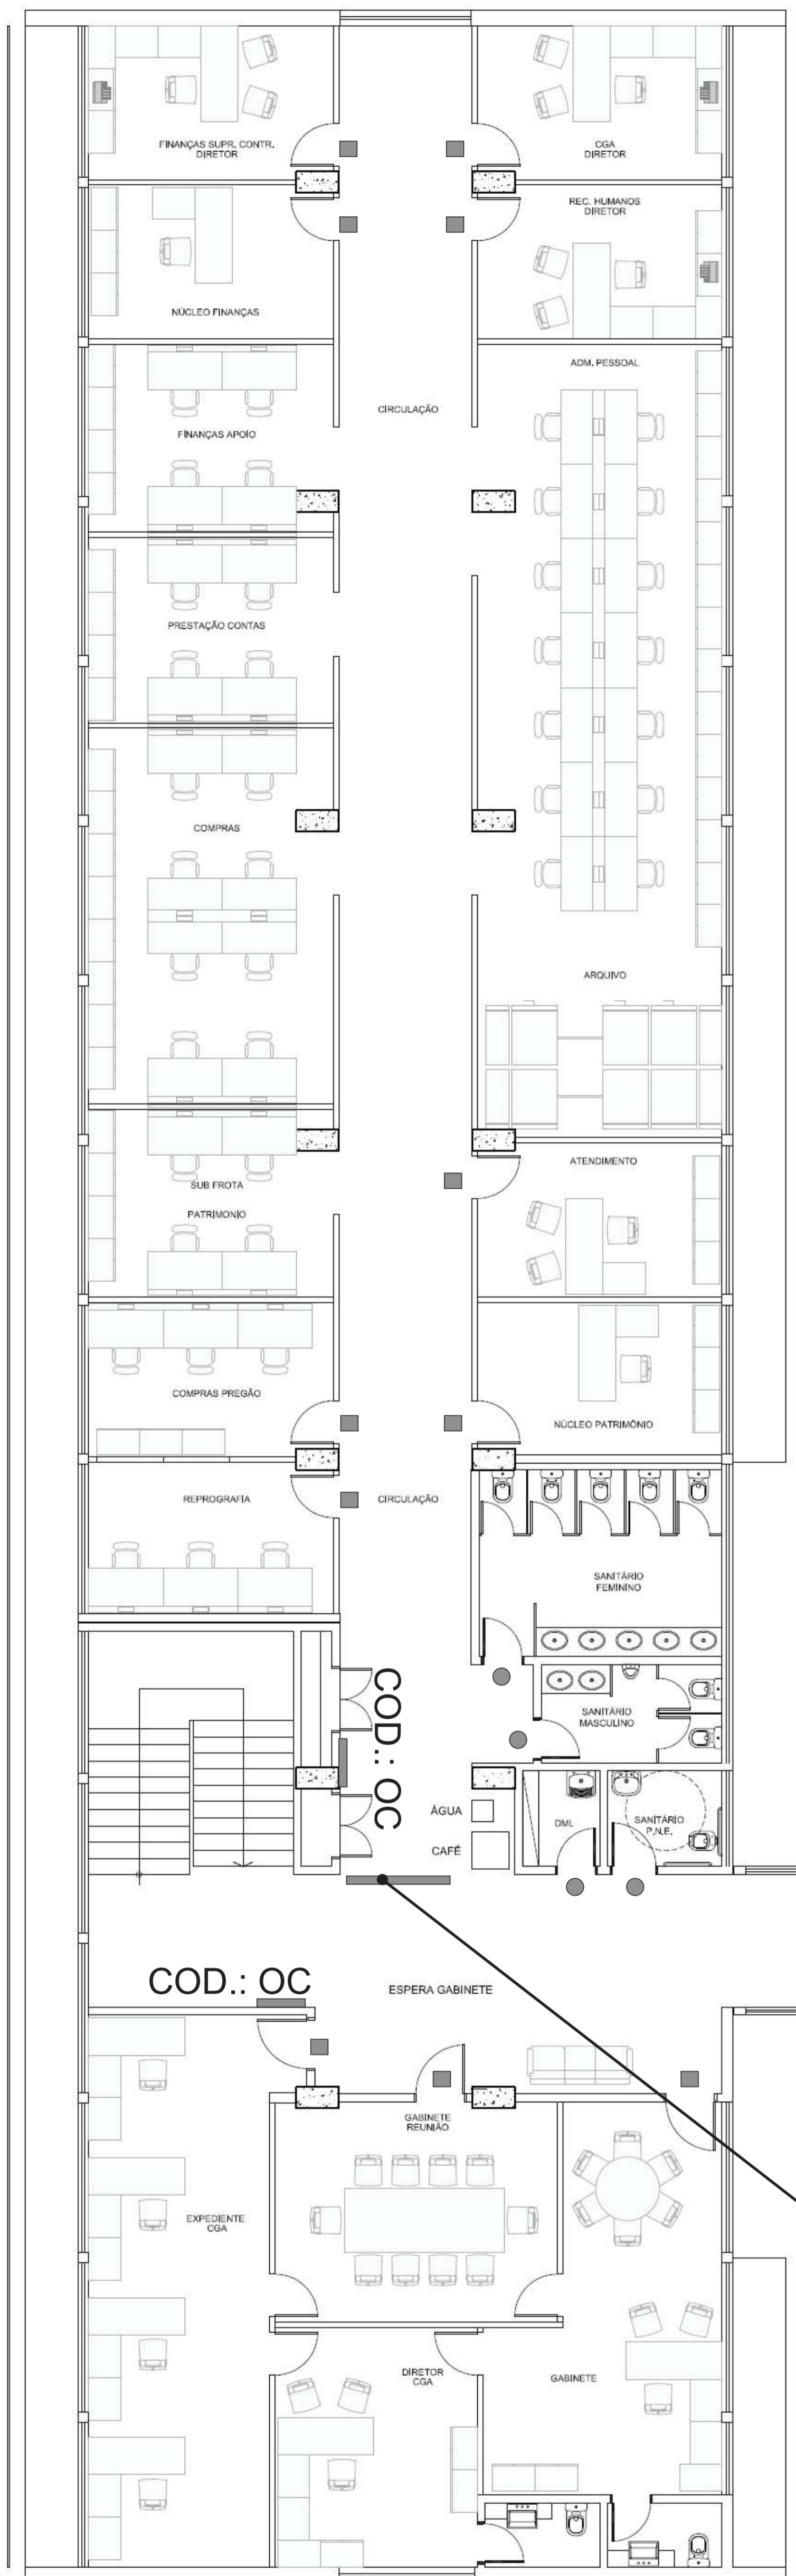 FINANÇAS SUPR. CONTR.
DIRETOR
CGA
DIRETOR
REC. HUMANOS
DIRETOR
NÚCLEO FINANÇAS
ADM. PESSOAL
CIRCULAÇÃO
FINANÇAS APOIO
PRESTAÇÃO CONTAS
COMPRAS
ARQUIVO
ATENDIMENTO
SUB FROTA
PATRIMONIO
COMPRAS PREGÃO
NÚCLEO PATRIMÔNIO
REPROGRAFIA
CIRCULAÇÃO
SANITÁRIO
FEMININO
COD.: OC
SANITÁRIO
MASCULINO
ÁGUA
CAFÉ
DML
SANITÁRIO
P.N.E.
COD.: OC
ESPERA GABINETE
GABINETE
REUNIÃO
EXPEDIENTE
CGA
DIRETOR
CGA
GABINETE